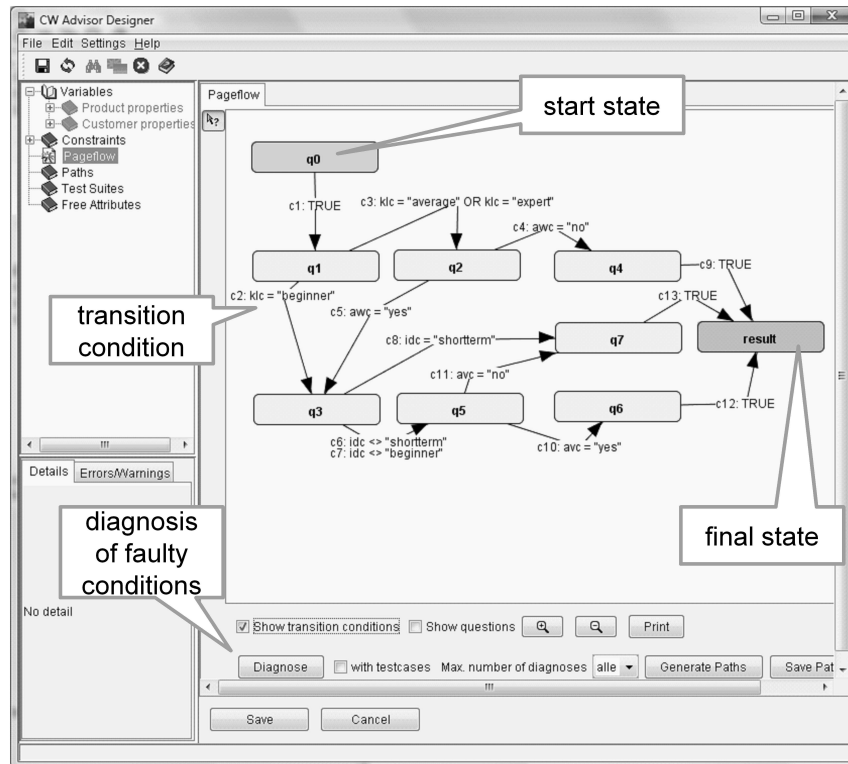 CW Advisor Designer
File Edit Settings Help
Variables
Product properties
Customer properties
Constraints
Pageflow
Paths
Test Suites
Free Attributes
Pageflow
start state
q0
c1: TRUE
c3: klc = "average" OR klc = "expert"
c4: awc = "no"
q1
q2
q4
c9: TRUE
c2: klc = "beginner"
c13: TRUE
c5: awc = "yes"
transition
condition
c8: idc = "shortterm"
q7
result
c11: avc = "no"
q3
q5
q6
c12: TRUE
c6: idc <> "shortterm"
c7: idc <> "beginner"
c10: avc = "yes"
Details
Errors/Warnings
diagnosis
of faulty
conditions
final state
No detail
Show transition conditions
Show questions
Print
Diagnose
with testcases
Max. number of diagnoses
alle
Generate Paths
Save Pat
Save
Cancel